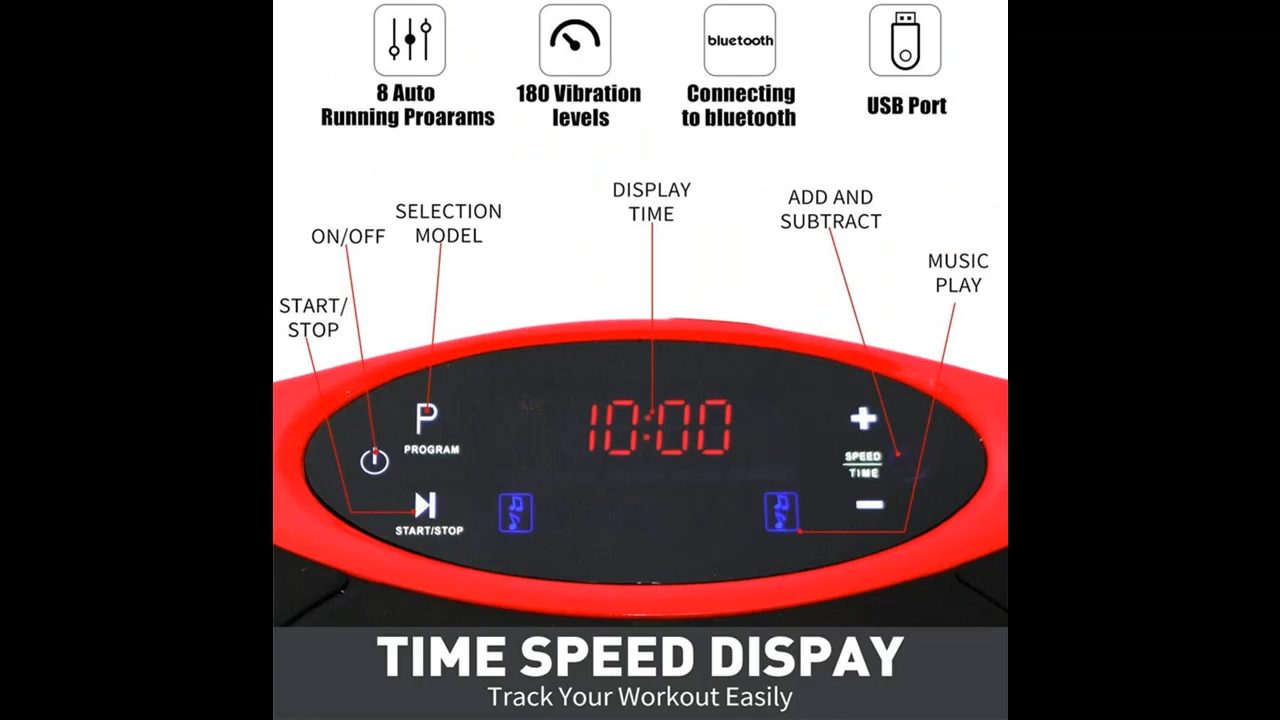 bluetooth
8 Auto
Running Proarams
180 Vibration
levels
Connecting
to bluetooth
USB Port
DISPLAY
TIME
ADD AND
SUBTRACT
SELECTION
MODEL
ON/OFF
MUSIC
PLAY
START/
STOP
P
PROGRAM
10:00
SPEED
TIME
START/STOP
TIME SPEED DISPAY
Track Your Workout Easily